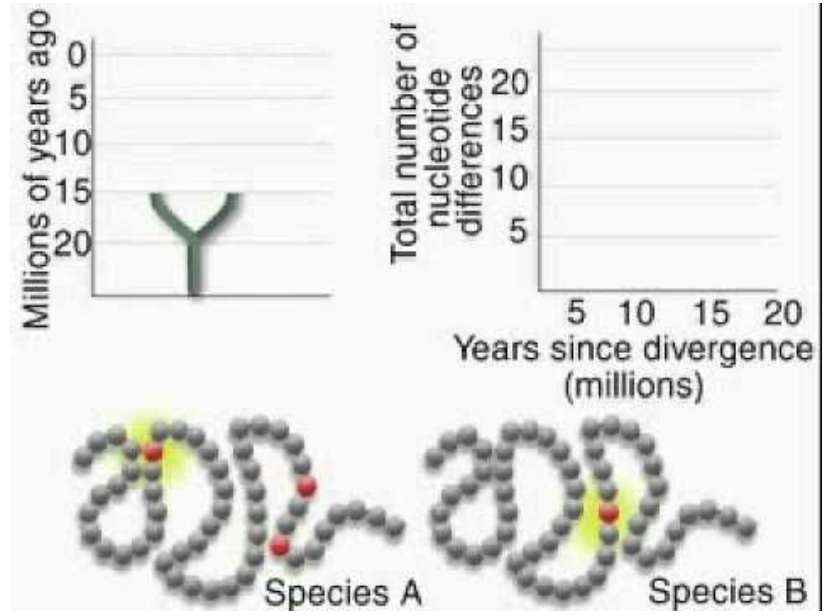 Millions of years ago
0
5
10
15
20
Total number of
nucleotide
differences
20
15
10
5
5 10 15 20
Years since divergence
(millions)
Species A
Species B